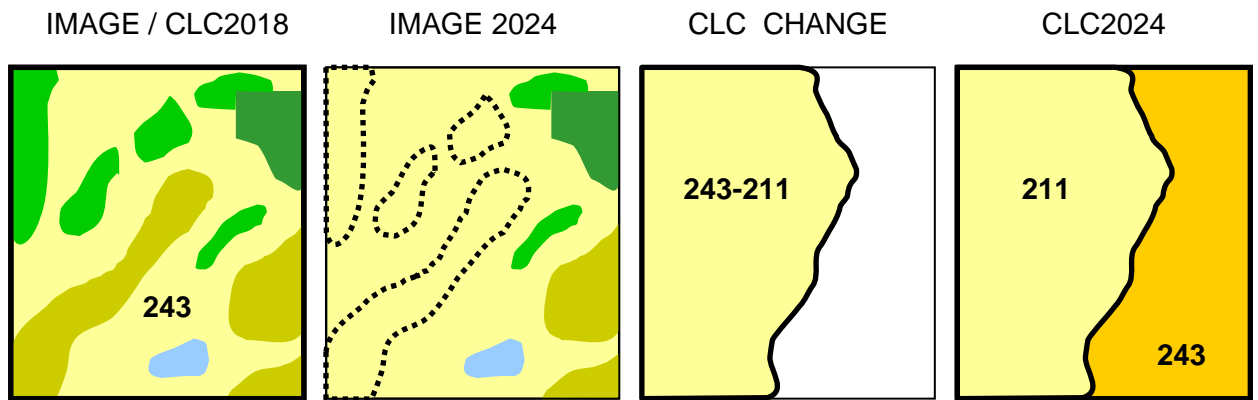 IMAGE / CLC2018
IMAGE 2024
CLC CHANGE
CLC2024
243
243-211
211
243